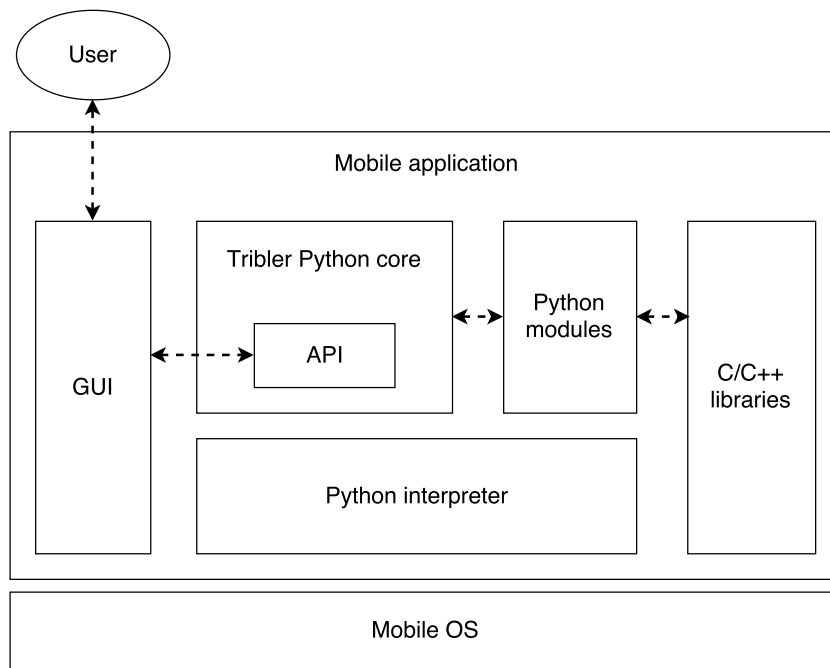 User
Mobile application
Tribler Python core
Python
modules
API
GUI
C/C++
libraries
Python interpreter
Mobile OS